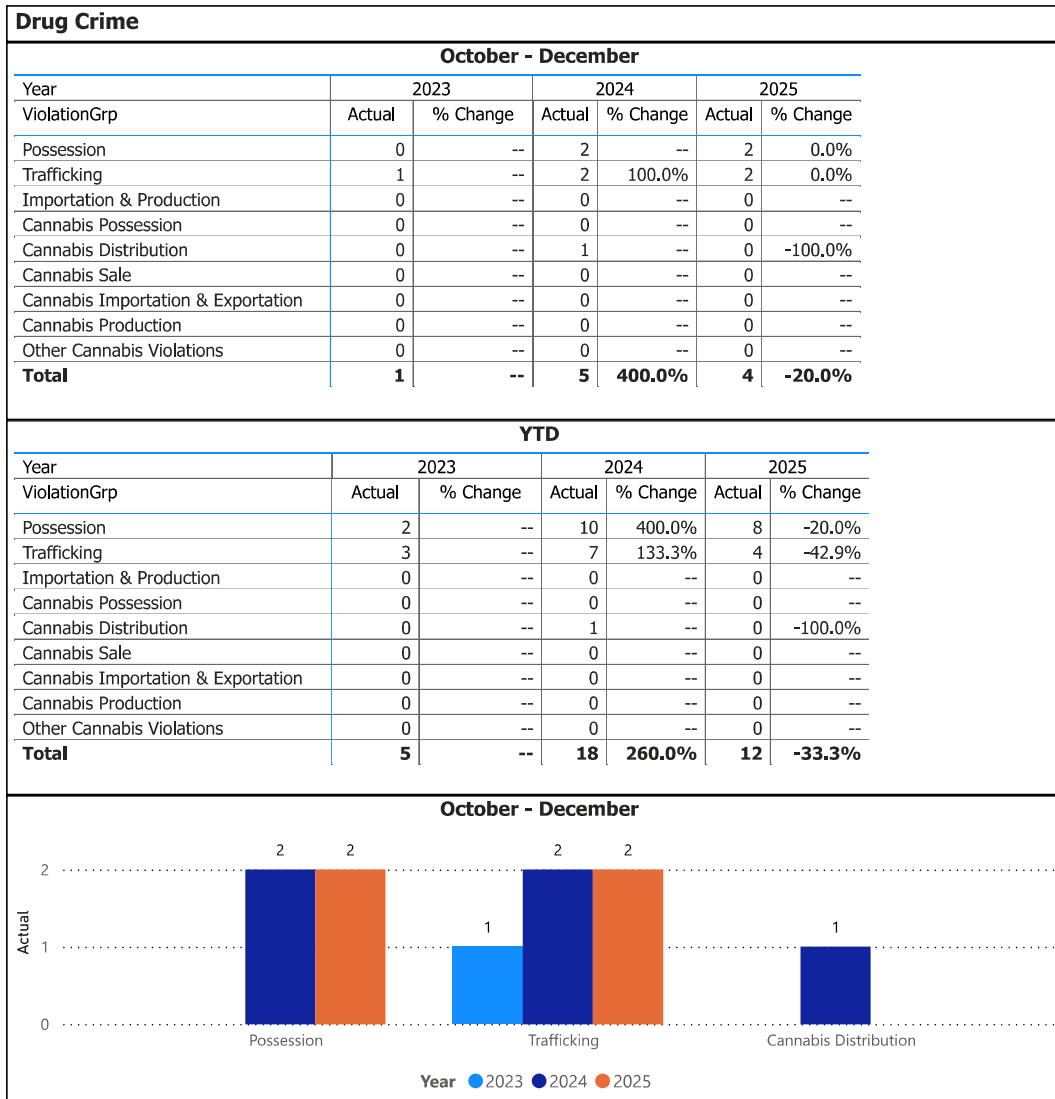 Drug Crime
October - December
Year 2023 2024 2025
ViolationGrp Actual % Change Actual % Change Actual % Change
Possession 0 -- 2 -- 2 0.0%
Trafficking 1 -- 2 100.0% 2 0.0%
Importation & Production 0 -- 0 -- 0 --
Cannabis Possession 0 -- 0 -- 0 --
Cannabis Distribution 0 -- 1 -- 0 -100.0%
Cannabis Sale 0 -- 0 -- 0 --
Cannabis Importation & Exportation 0 -- 0 -- 0 --
Cannabis Production 0 -- 0 -- 0 --
Other Cannabis Violations 0 -- 0 -- 0 --
Total 1 -- 5 400.0% 4 -20.0%
YTD
Year 2023 2024 2025
ViolationGrp Actual % Change Actual % Change Actual % Change
Possession 2 -- 10 400.0% 8 -20.0%
Trafficking 3 -- 7 133.3% 4 -42.9%
Importation & Production 0 -- 0 -- 0 --
Cannabis Possession 0 -- 0 -- 0 --
Cannabis Distribution 0 -- 1 -- 0 -100.0%
Cannabis Sale 0 -- 0 -- 0 --
Cannabis Importation & Exportation 0 -- 0 -- 0 --
Cannabis Production 0 -- 0 -- 0 --
Other Cannabis Violations 0 -- 0 -- 0 --
Total 5 -- 18 260.0% 12 -33.3%
October - December
2 2 2 2
2
1 1
Actual
1
0
Possession Trafficking Cannabis Distribution
Year 2023 2024 2025